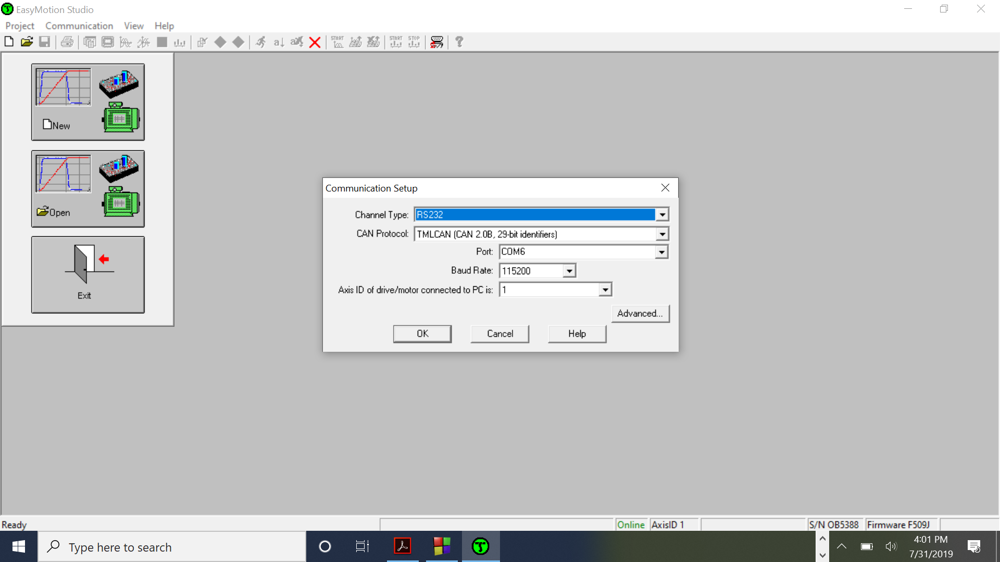 EasyMotion Studio
Project Communication View Help
START START STOP
New
Open
Exit
Communication Setup
Channel Type: RS232
CAN Protocol: TMLCAN (CAN 2.0B, 29-bit identifiers)
Port: COM6
Baud Rate: 115200
Axis ID of drive/motor connected to PC is: 1
Advanced...
OK Cancel Help
Ready Online AxisID 1 S/N OB5388 Firmware F509J
Type here to search
4:01 PM
7/31/2019